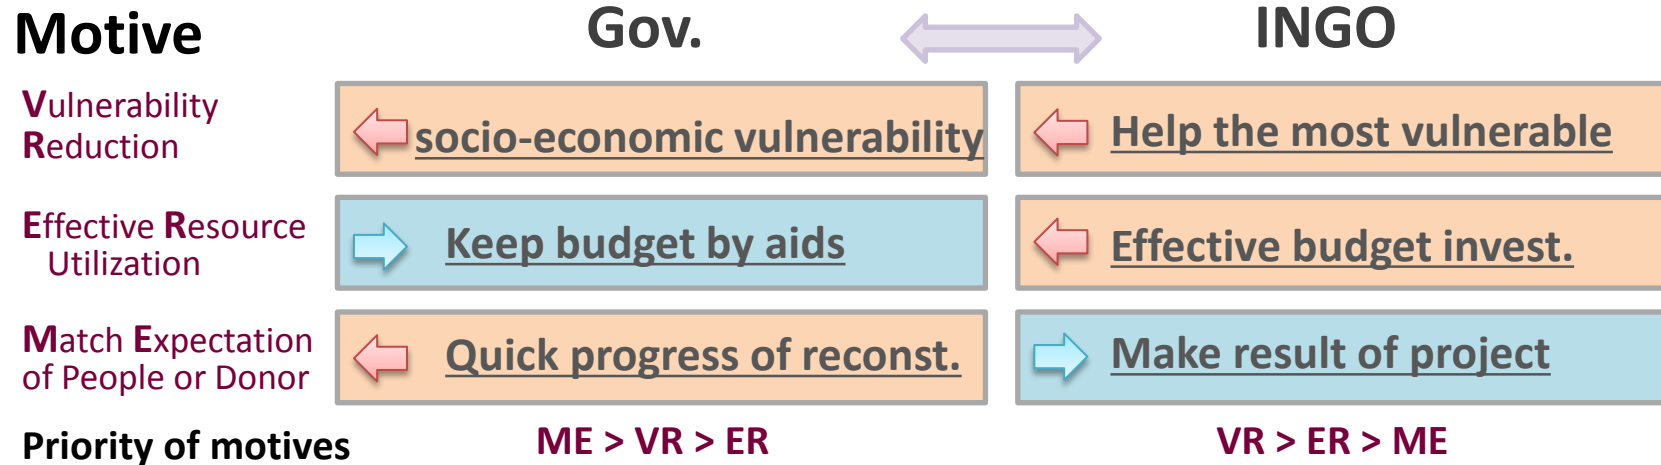 Motive
Gov.
INGO
Vulnerability
Reduction
socio-economic vulnerability
Help the most vulnerable
Effective Resource
Utilization
Keep budget by aids
Effective budget invest.
Match Expectation
of People or Donor
Quick progress of reconst.
Make result of project
Priority of motives
ME > VR > ER
VR > ER > ME